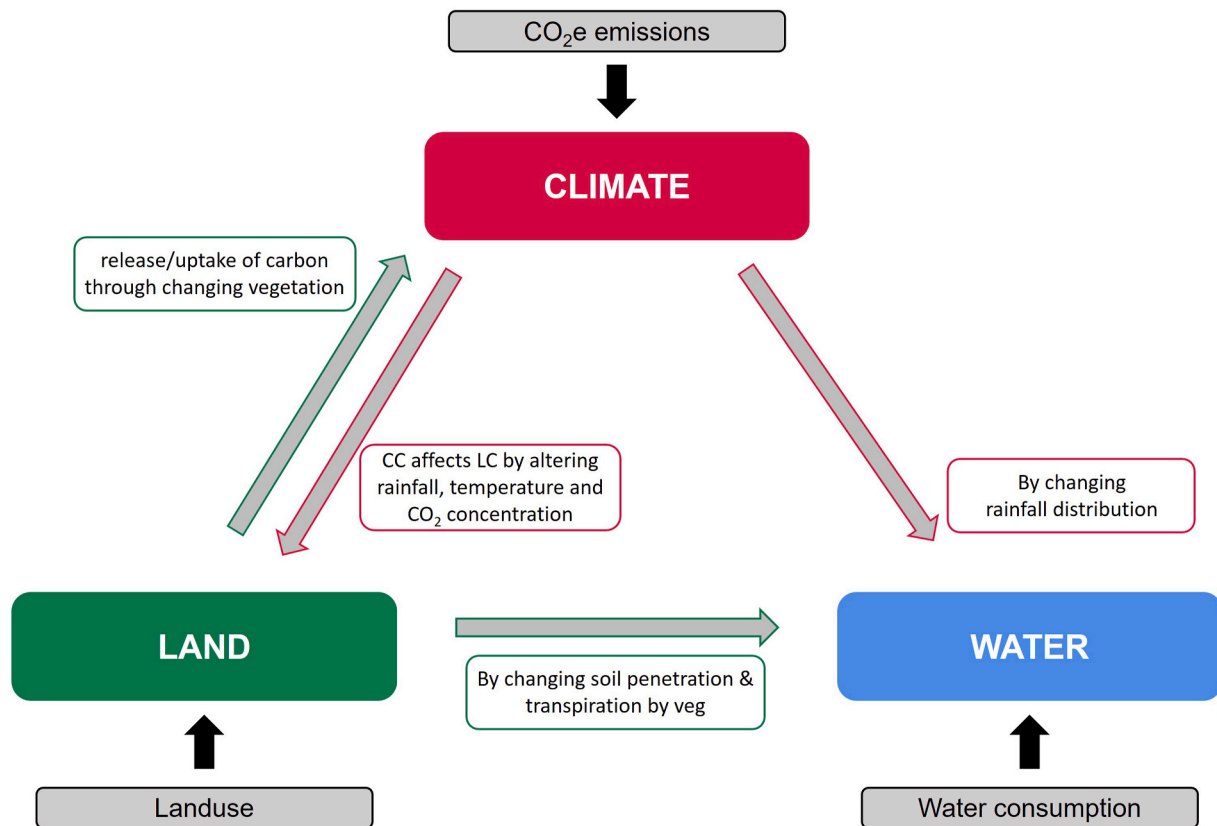 CO₂e emissions
CLIMATE
release/uptake of carbon
through changing vegetation
CC affects LC by altering
rainfall, temperature and
CO₂ concentration
By changing
rainfall distribution
LAND
WATER
By changing soil penetration &
transpiration by veg
Landuse
Water consumption